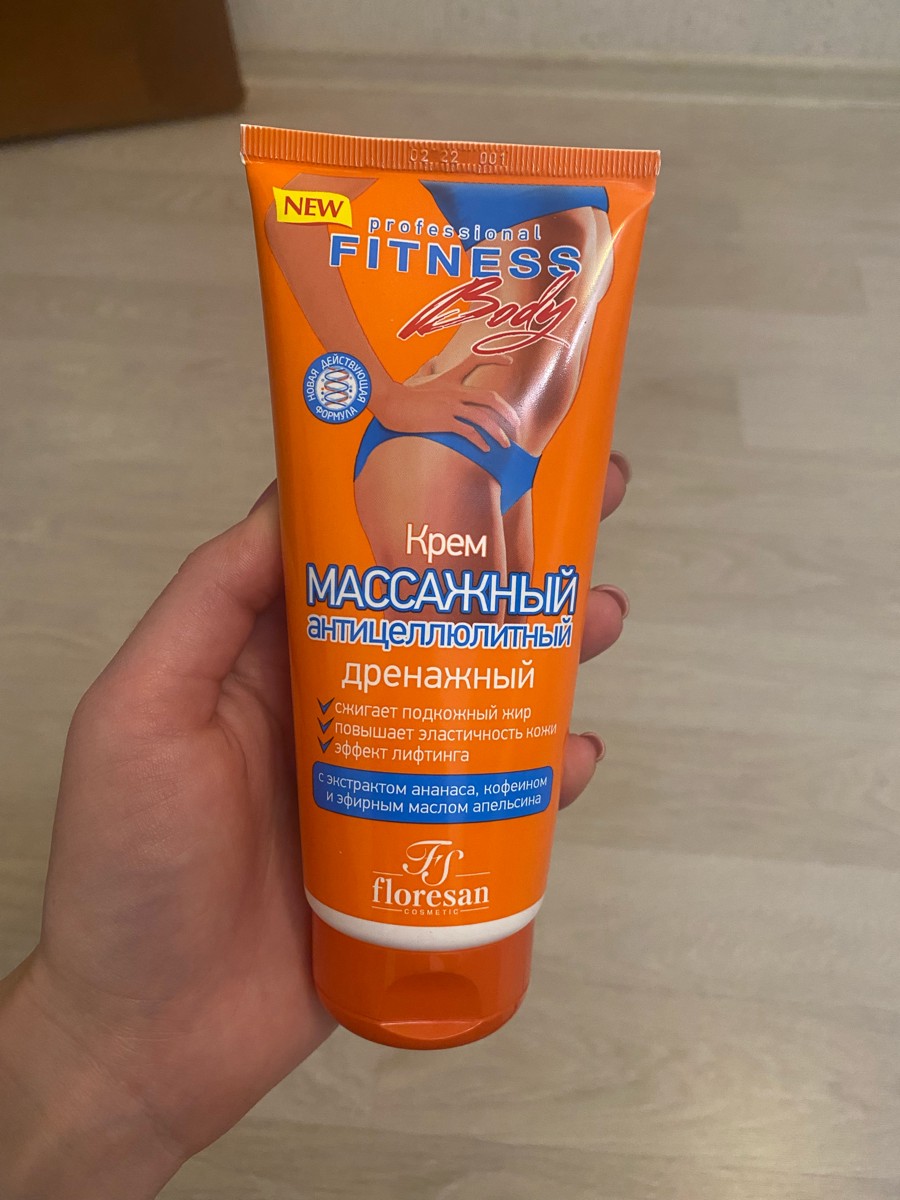 02 22 001
NEW
professional
FITNESS
Body
НОВАЯ ДЕЙСТВУЮЩАЯ
ФОРМУЛА
Крем
МАССАЖНЫЙ
антицеллюлитный
дренажный
сжигает подкожный жир
повышает эластичность кожи
эффект лифтинга
с экстрактом ананаса, кофеином
и эфирным маслом апельсина
FS
floresan
COSMETIC